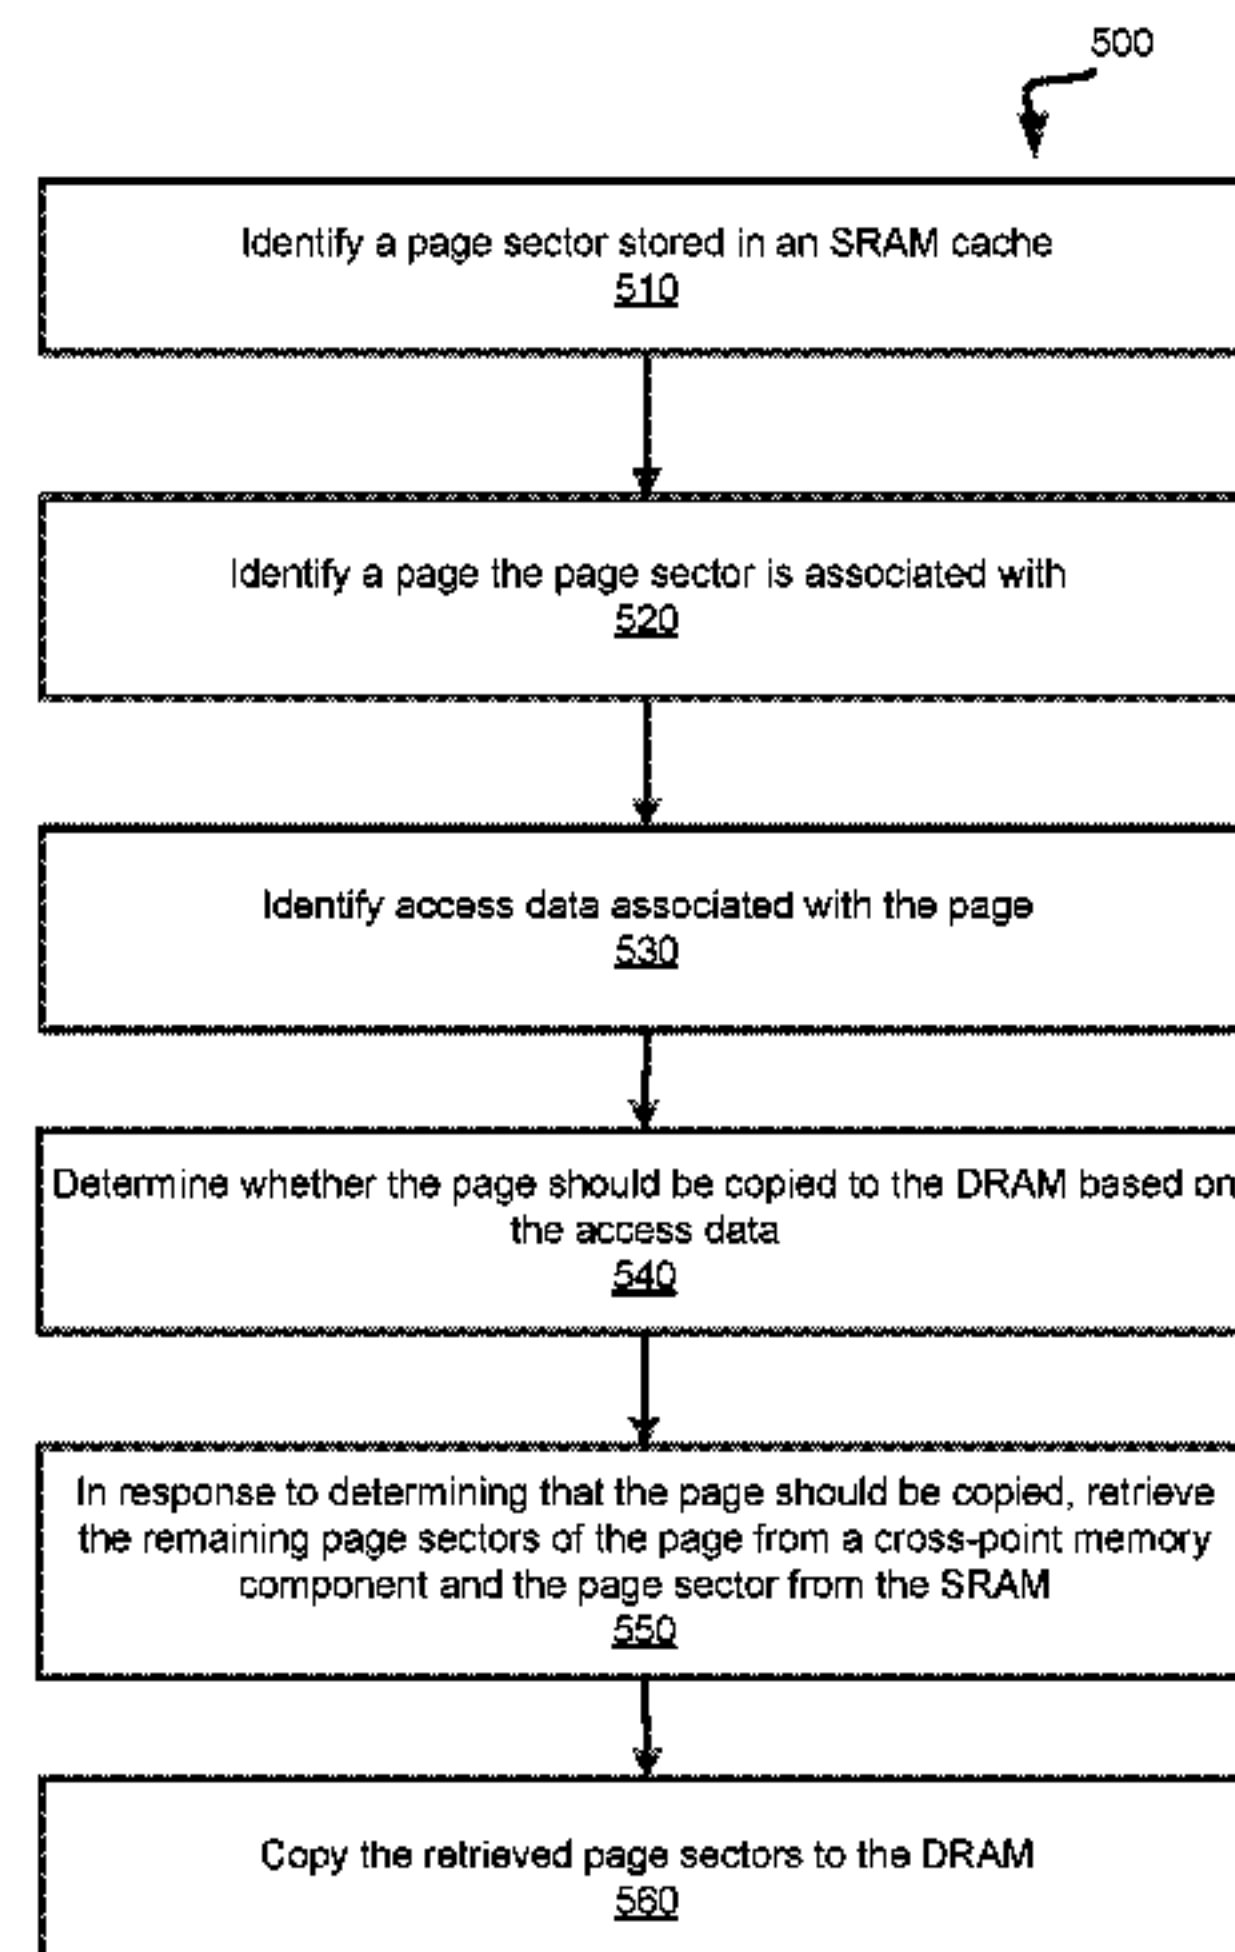 500
Identify a page sector stored in an SRAM cache
510
Identify a page the page sector is associated with
520
Identify access data associated with the page
530
Determine whether the page should be copied to the DRAM based on
the access data
540
In response to determining that the page should be copied, retrieve
the remaining page sectors of the page from a cross-point memory
component and the page sector from the SRAM
550
Copy the retrieved page sectors to the DRAM
560